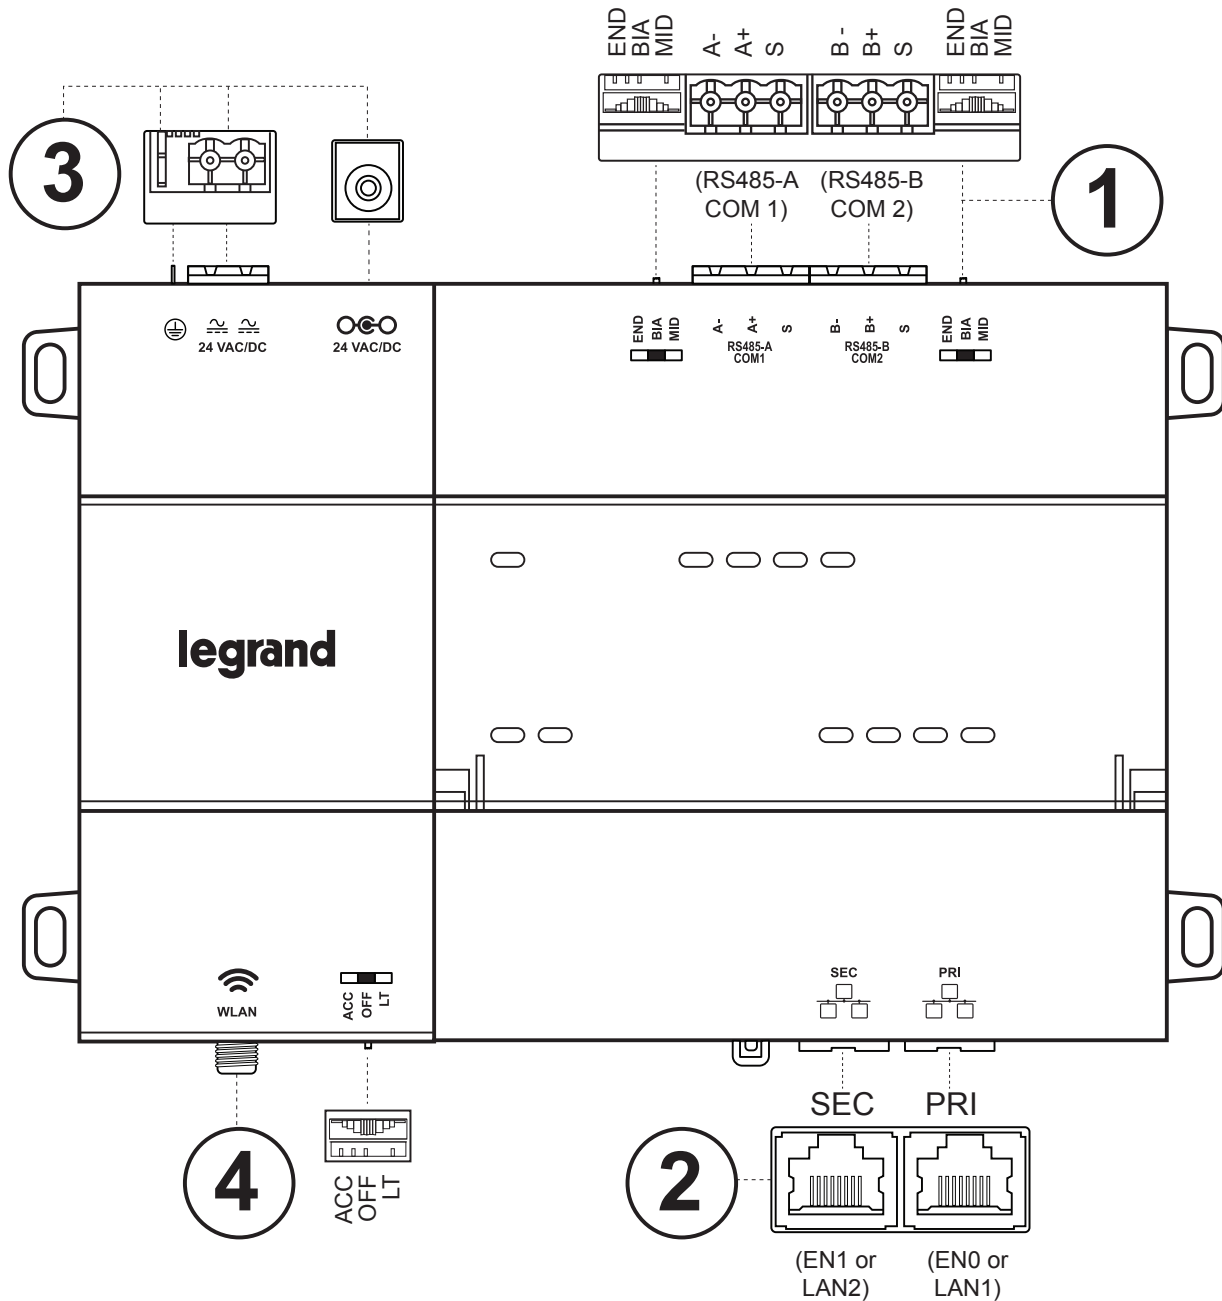 END
BIA
MID
A-
A+
S
B -
B+
S
END
BIA
MID
3
1
(RS485-A
COM 1)
(RS485-B
COM 2)
24 VAC/DC
24 VAC/DC
END
BIA
MID
A-
A+
S
RS485-A
COM1
B-
B+
S
RS485-B
COM2
END
BIA
MID
legrand
WLAN
ACC
OFF
LT
SEC
PRI
4
ACC
OFF
LT
2
SEC
PRI
(EN1 or
LAN2)
(EN0 or
LAN1)